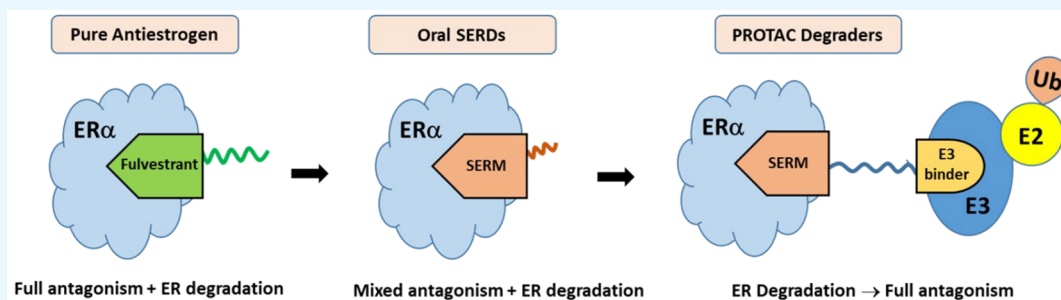 Pure Antiestrogen
Oral SERDs
PROTAC Degraders
ERα
Fulvestrant
ERα
SERM
ERα
SERM
E3
binder
E3
E2
Ub
Full antagonism + ER degradation
Mixed antagonism + ER degradation
ER Degradation → Full antagonism